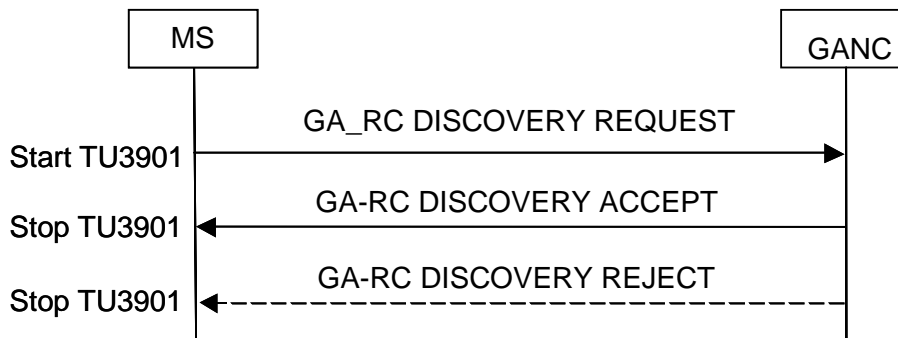 MS
GANC
GA_RC DISCOVERY REQUEST
Start TU3901
GA-RC DISCOVERY ACCEPT
Stop TU3901
GA-RC DISCOVERY REJECT
Stop TU3901